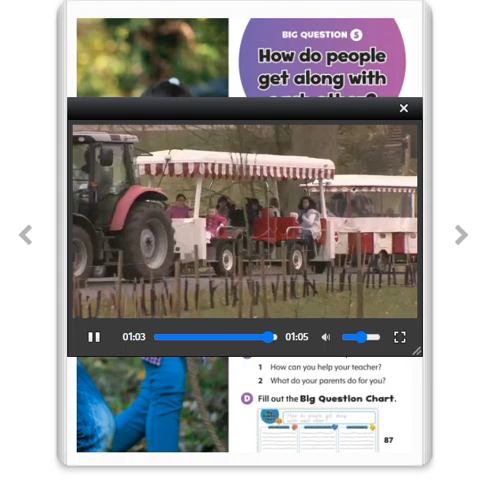 BIG QUESTION 5
How do people
get along with
01:03
01:05
1 How can you help your teacher?
2 What do your parents do for you?
D Fill out the Big Question Chart.
87